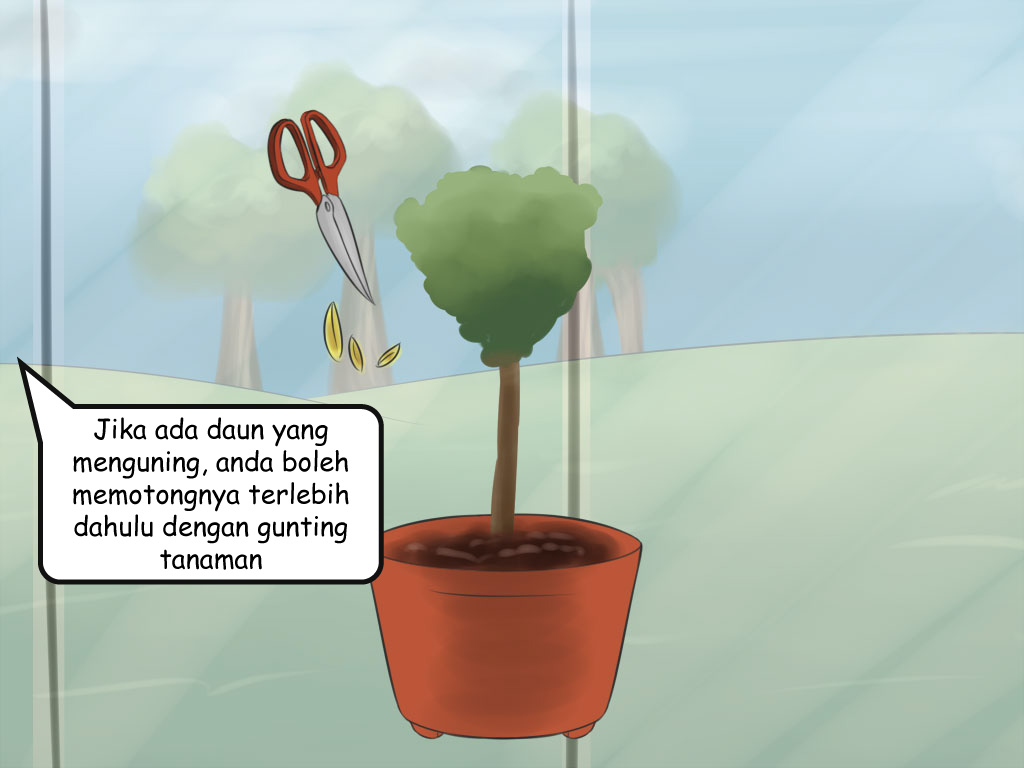 Jika ada daun yang
menguning, anda boleh
memotongnya terlebih
dahulu dengan gunting
tanaman